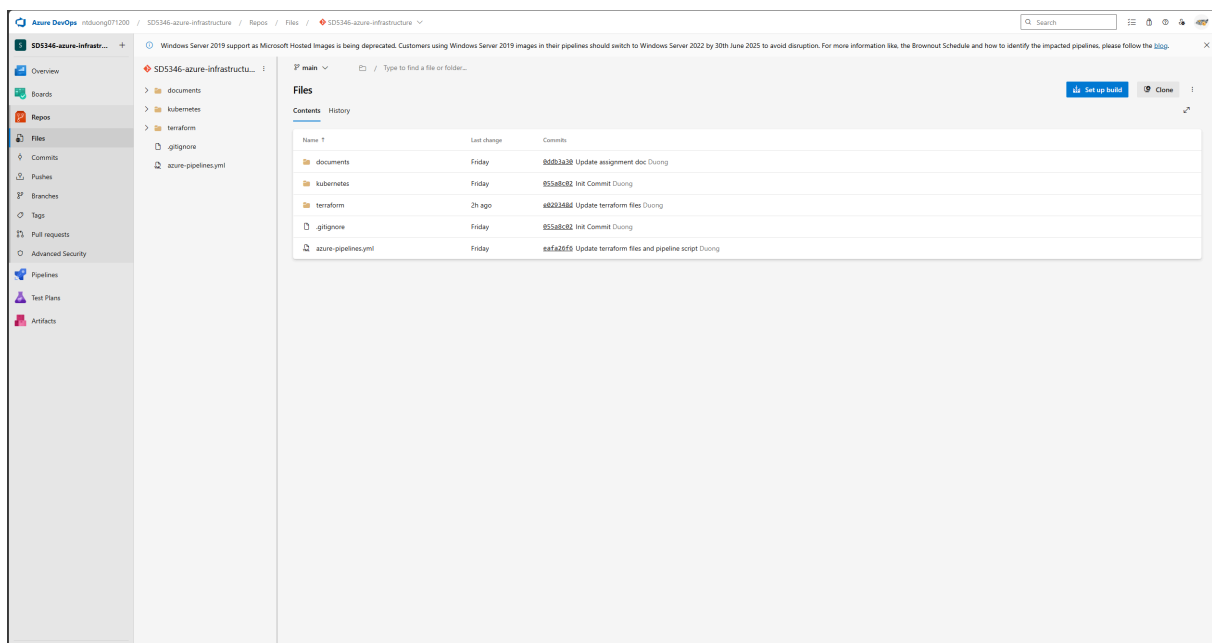 Azure DevOps ntduong071200 / SD5346-azure-infrastructure / Repos / Files / SD5346-azure-infrastructure
Search
S SD5346-azure-infrastr... +
Windows Server 2019 support as Microsoft Hosted Images is being deprecated. Customers using Windows Server 2019 images in their pipelines should switch to Windows Server 2022 by 30th June 2025 to avoid disruption. For more information like, the Brownout Schedule and how to identify the impacted pipelines, please follow the blog.
Overview
Boards
Repos
Files
Commits
Pushes
Branches
Tags
Pull requests
Advanced Security
Pipelines
Test Plans
Artifacts
SD5346-azure-infrastructu...
documents
kubernetes
terraform
.gitignore
azure-pipelines.yml
main / Type to find a file or folder...
Files
Set up build Clone
Contents History
Name ↑ Last change Commits
documents Friday 0ddb3a30 Update assignment doc Duong
kubernetes Friday 055a8c02 Init Commit Duong
terraform 2h ago e029348d Update terraform files Duong
.gitignore Friday 055a8c02 Init Commit Duong
azure-pipelines.yml Friday eafa26f6 Update terraform files and pipeline script Duong